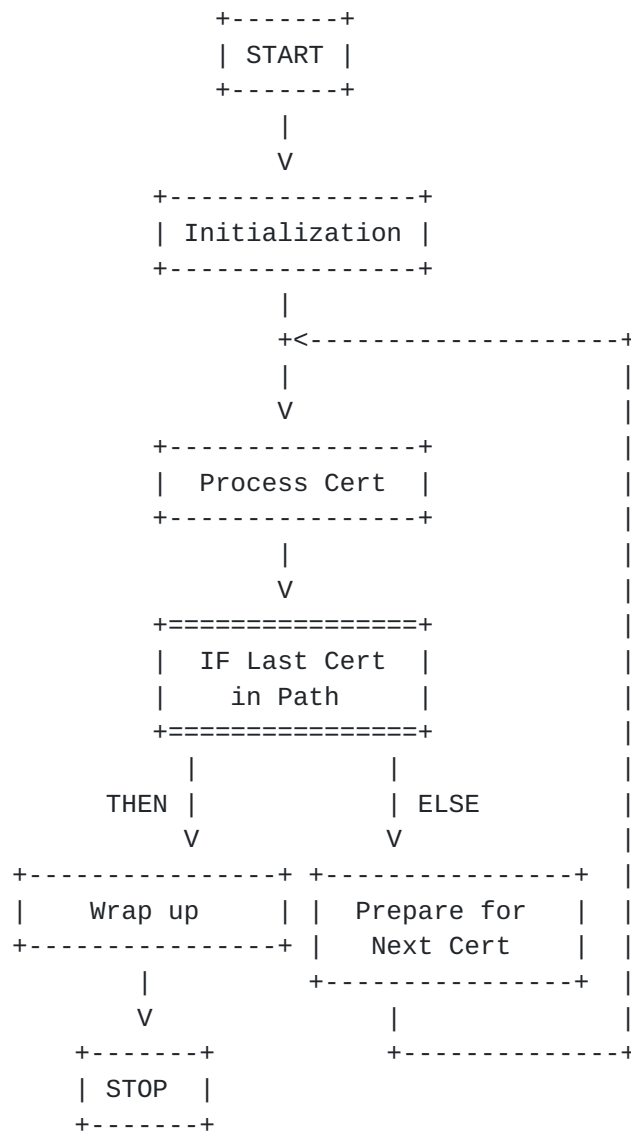 START
Initialization
Process Cert
IF Last Cert
in Path
THEN
ELSE
Wrap up
Prepare for
Next Cert
STOP